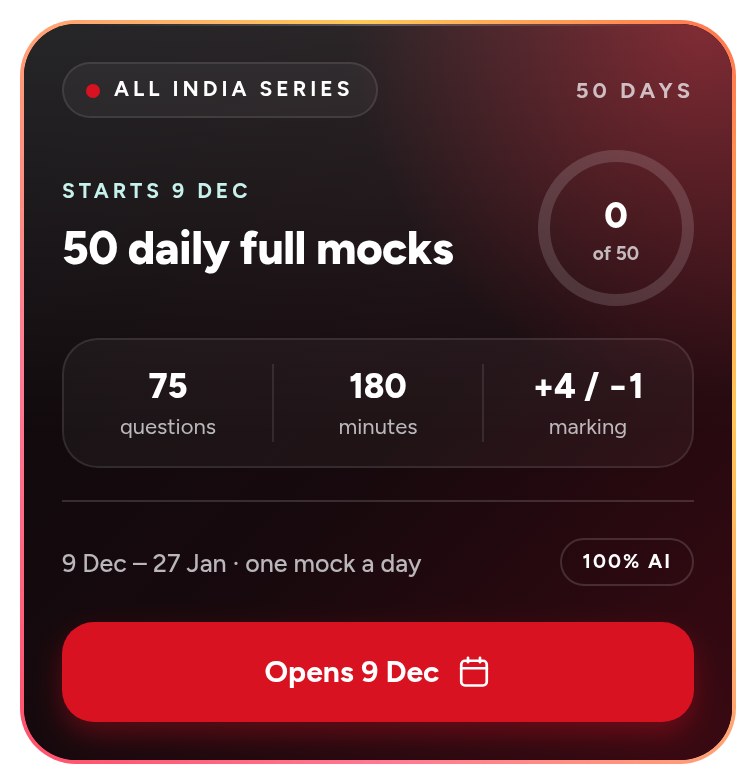 ALL INDIA SERIES
50 DAYS
STARTS 9 DEC
50 daily full mocks
0
of 50
75
questions
180
minutes
+4 / -1
marking
9 Dec – 27 Jan · one mock a day
100% AI
Opens 9 Dec